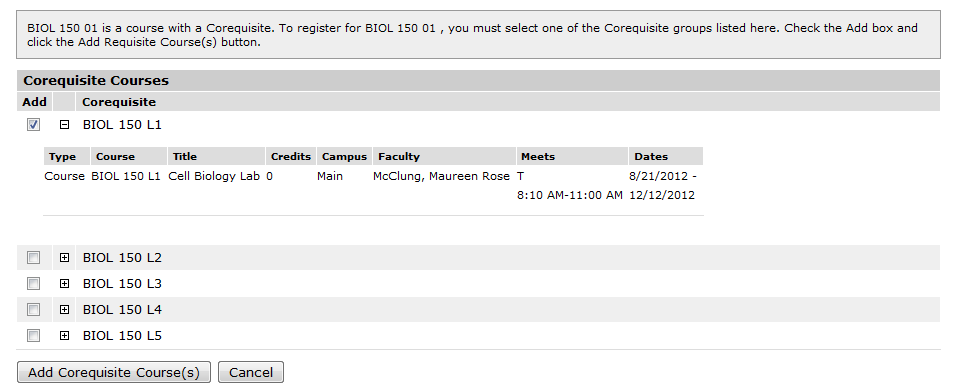 BIOL 150 01 is a course with a Corequisite. To register for BIOL 150 01 , you must select one of the Corequisite groups listed here. Check the Add box and
click the Add Requisite Course(s) button.
Corequisite Courses
Add Corequisite
BIOL 150 L1
Type Course Title Credits Campus Faculty Meets Dates
Course BIOL 150 L1 Cell Biology Lab 0 Main McClung, Maureen Rose T 8/21/2012 -
8:10 AM-11:00 AM 12/12/2012
BIOL 150 L2
BIOL 150 L3
BIOL 150 L4
BIOL 150 L5
Add Corequisite Course(s) Cancel